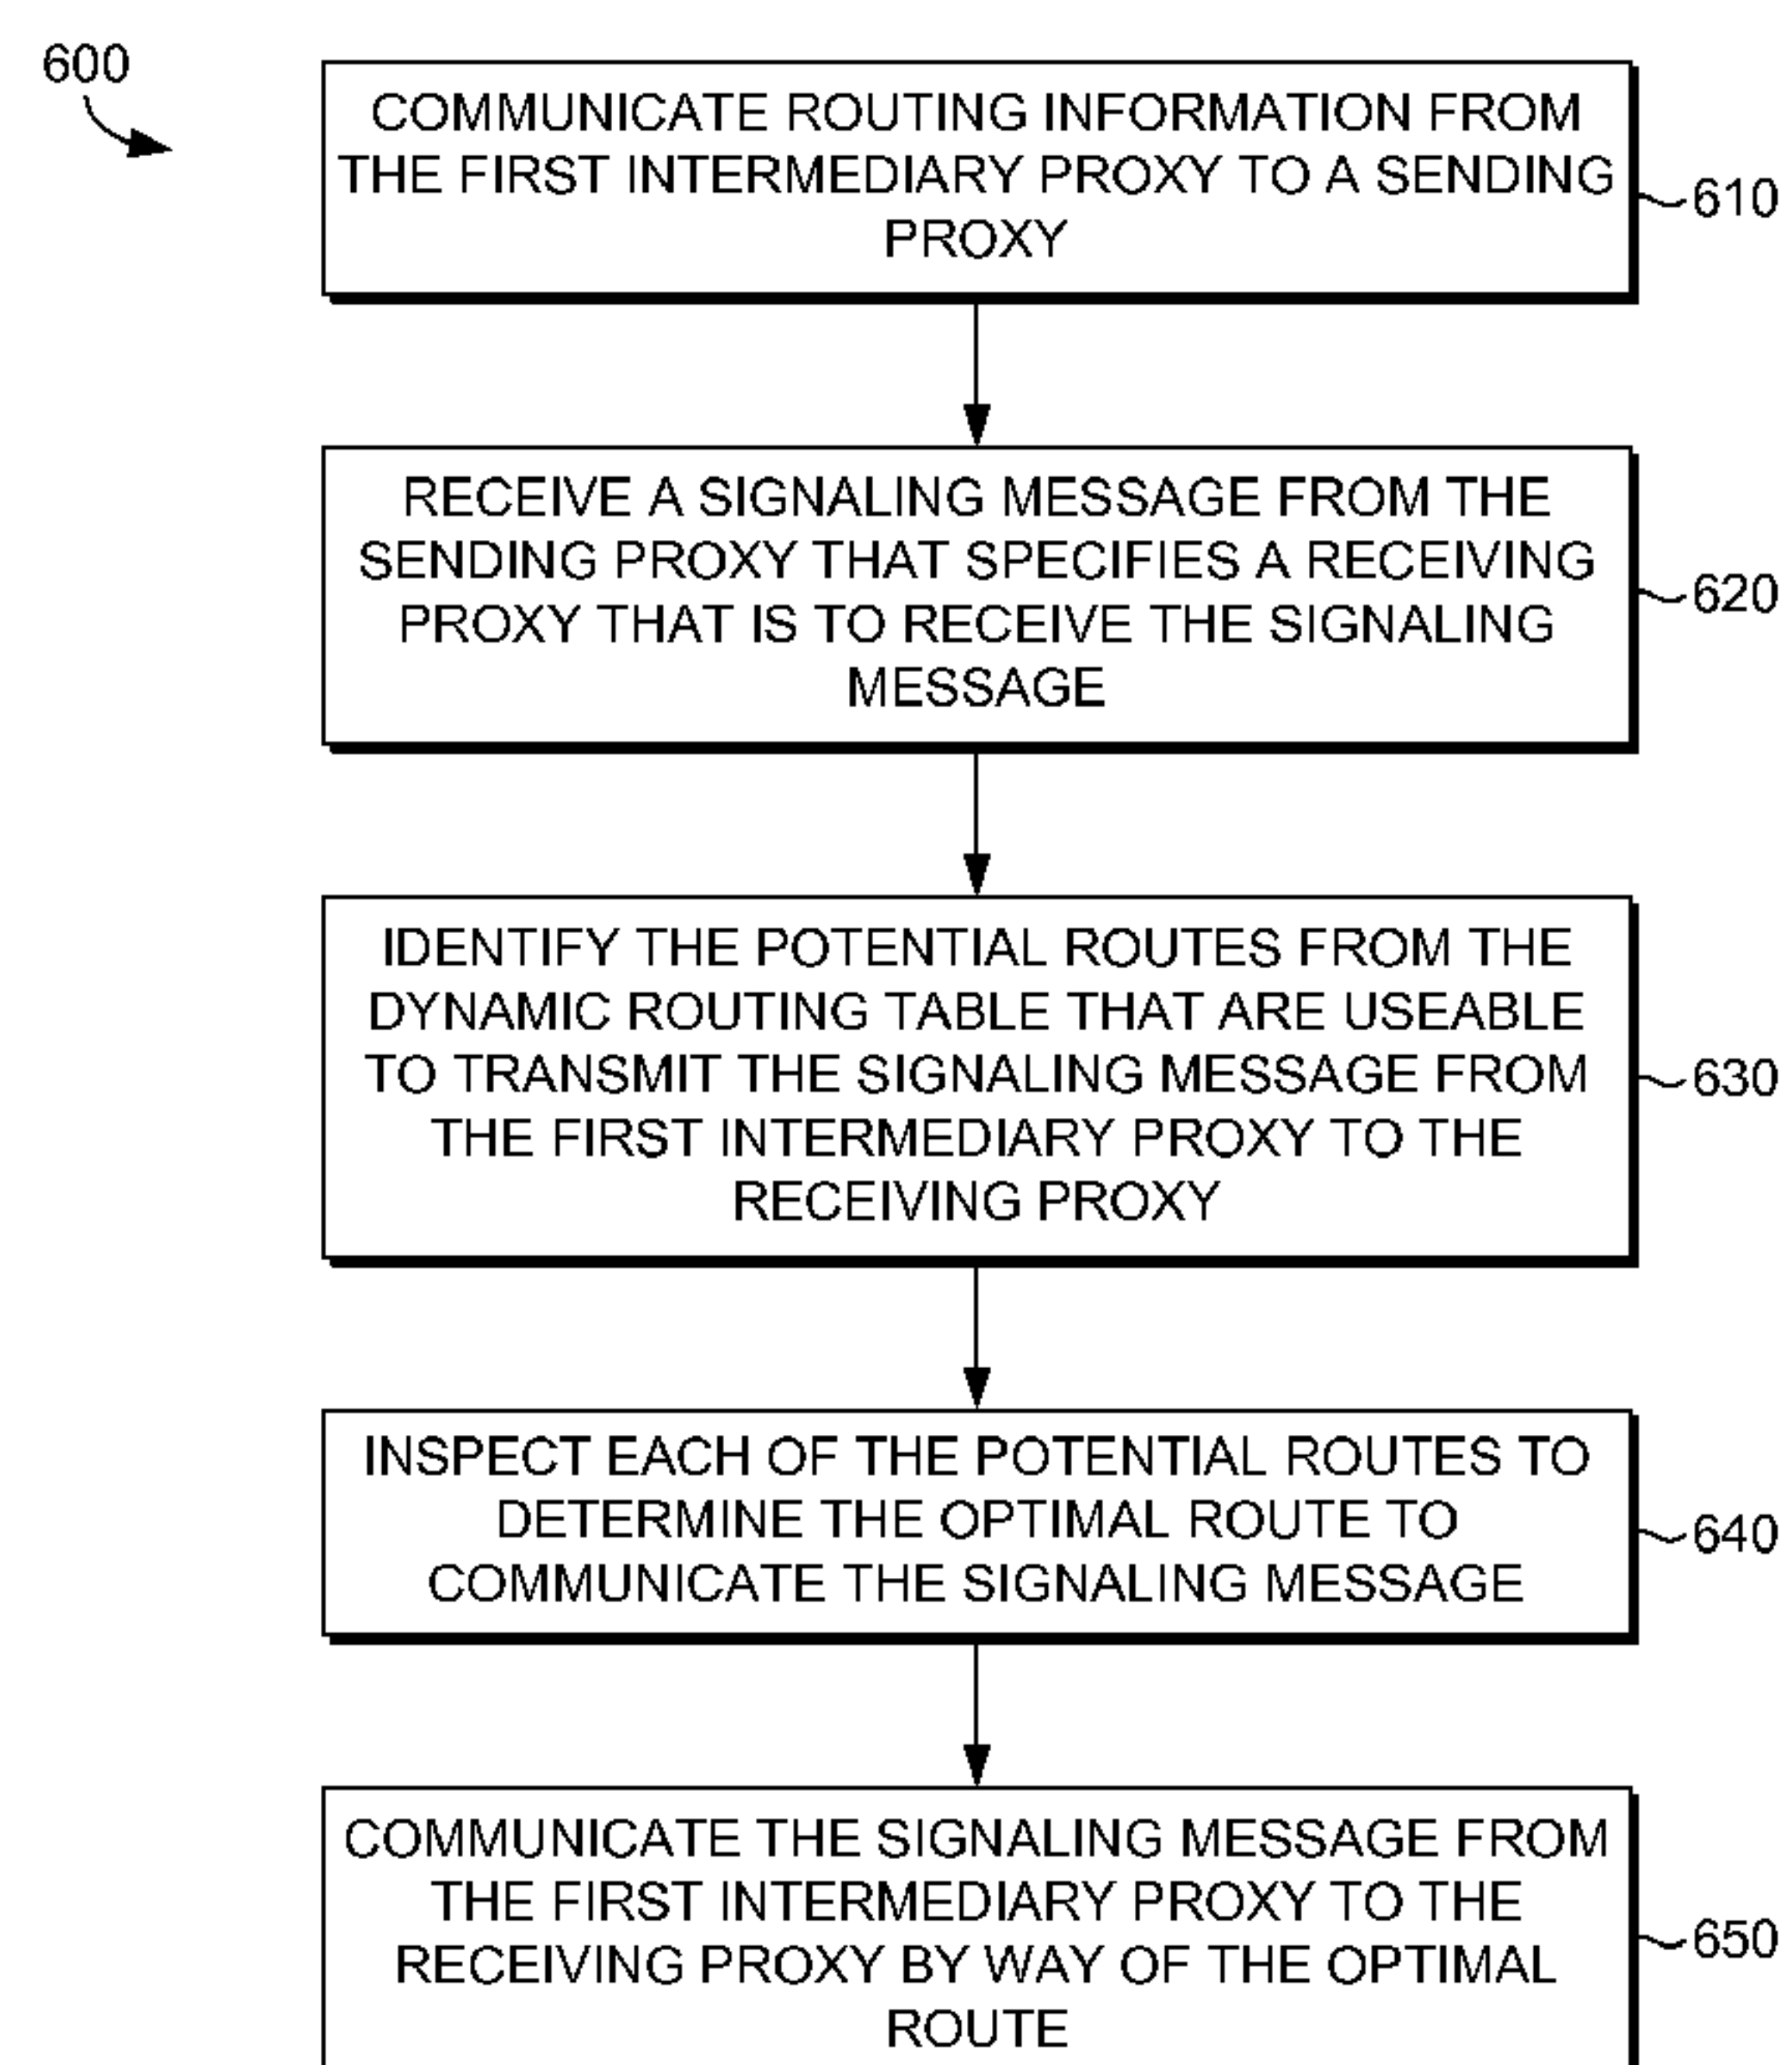 600
COMMUNICATE ROUTING INFORMATION FROM
THE FIRST INTERMEDIARY PROXY TO A SENDING
PROXY
610
RECEIVE A SIGNALING MESSAGE FROM THE
SENDING PROXY THAT SPECIFIES A RECEIVING
PROXY THAT IS TO RECEIVE THE SIGNALING
MESSAGE
620
IDENTIFY THE POTENTIAL ROUTES FROM THE
DYNAMIC ROUTING TABLE THAT ARE USEABLE
TO TRANSMIT THE SIGNALING MESSAGE FROM
THE FIRST INTERMEDIARY PROXY TO THE
RECEIVING PROXY
630
INSPECT EACH OF THE POTENTIAL ROUTES TO
DETERMINE THE OPTIMAL ROUTE TO
COMMUNICATE THE SIGNALING MESSAGE
640
COMMUNICATE THE SIGNALING MESSAGE FROM
THE FIRST INTERMEDIARY PROXY TO THE
RECEIVING PROXY BY WAY OF THE OPTIMAL
ROUTE
650